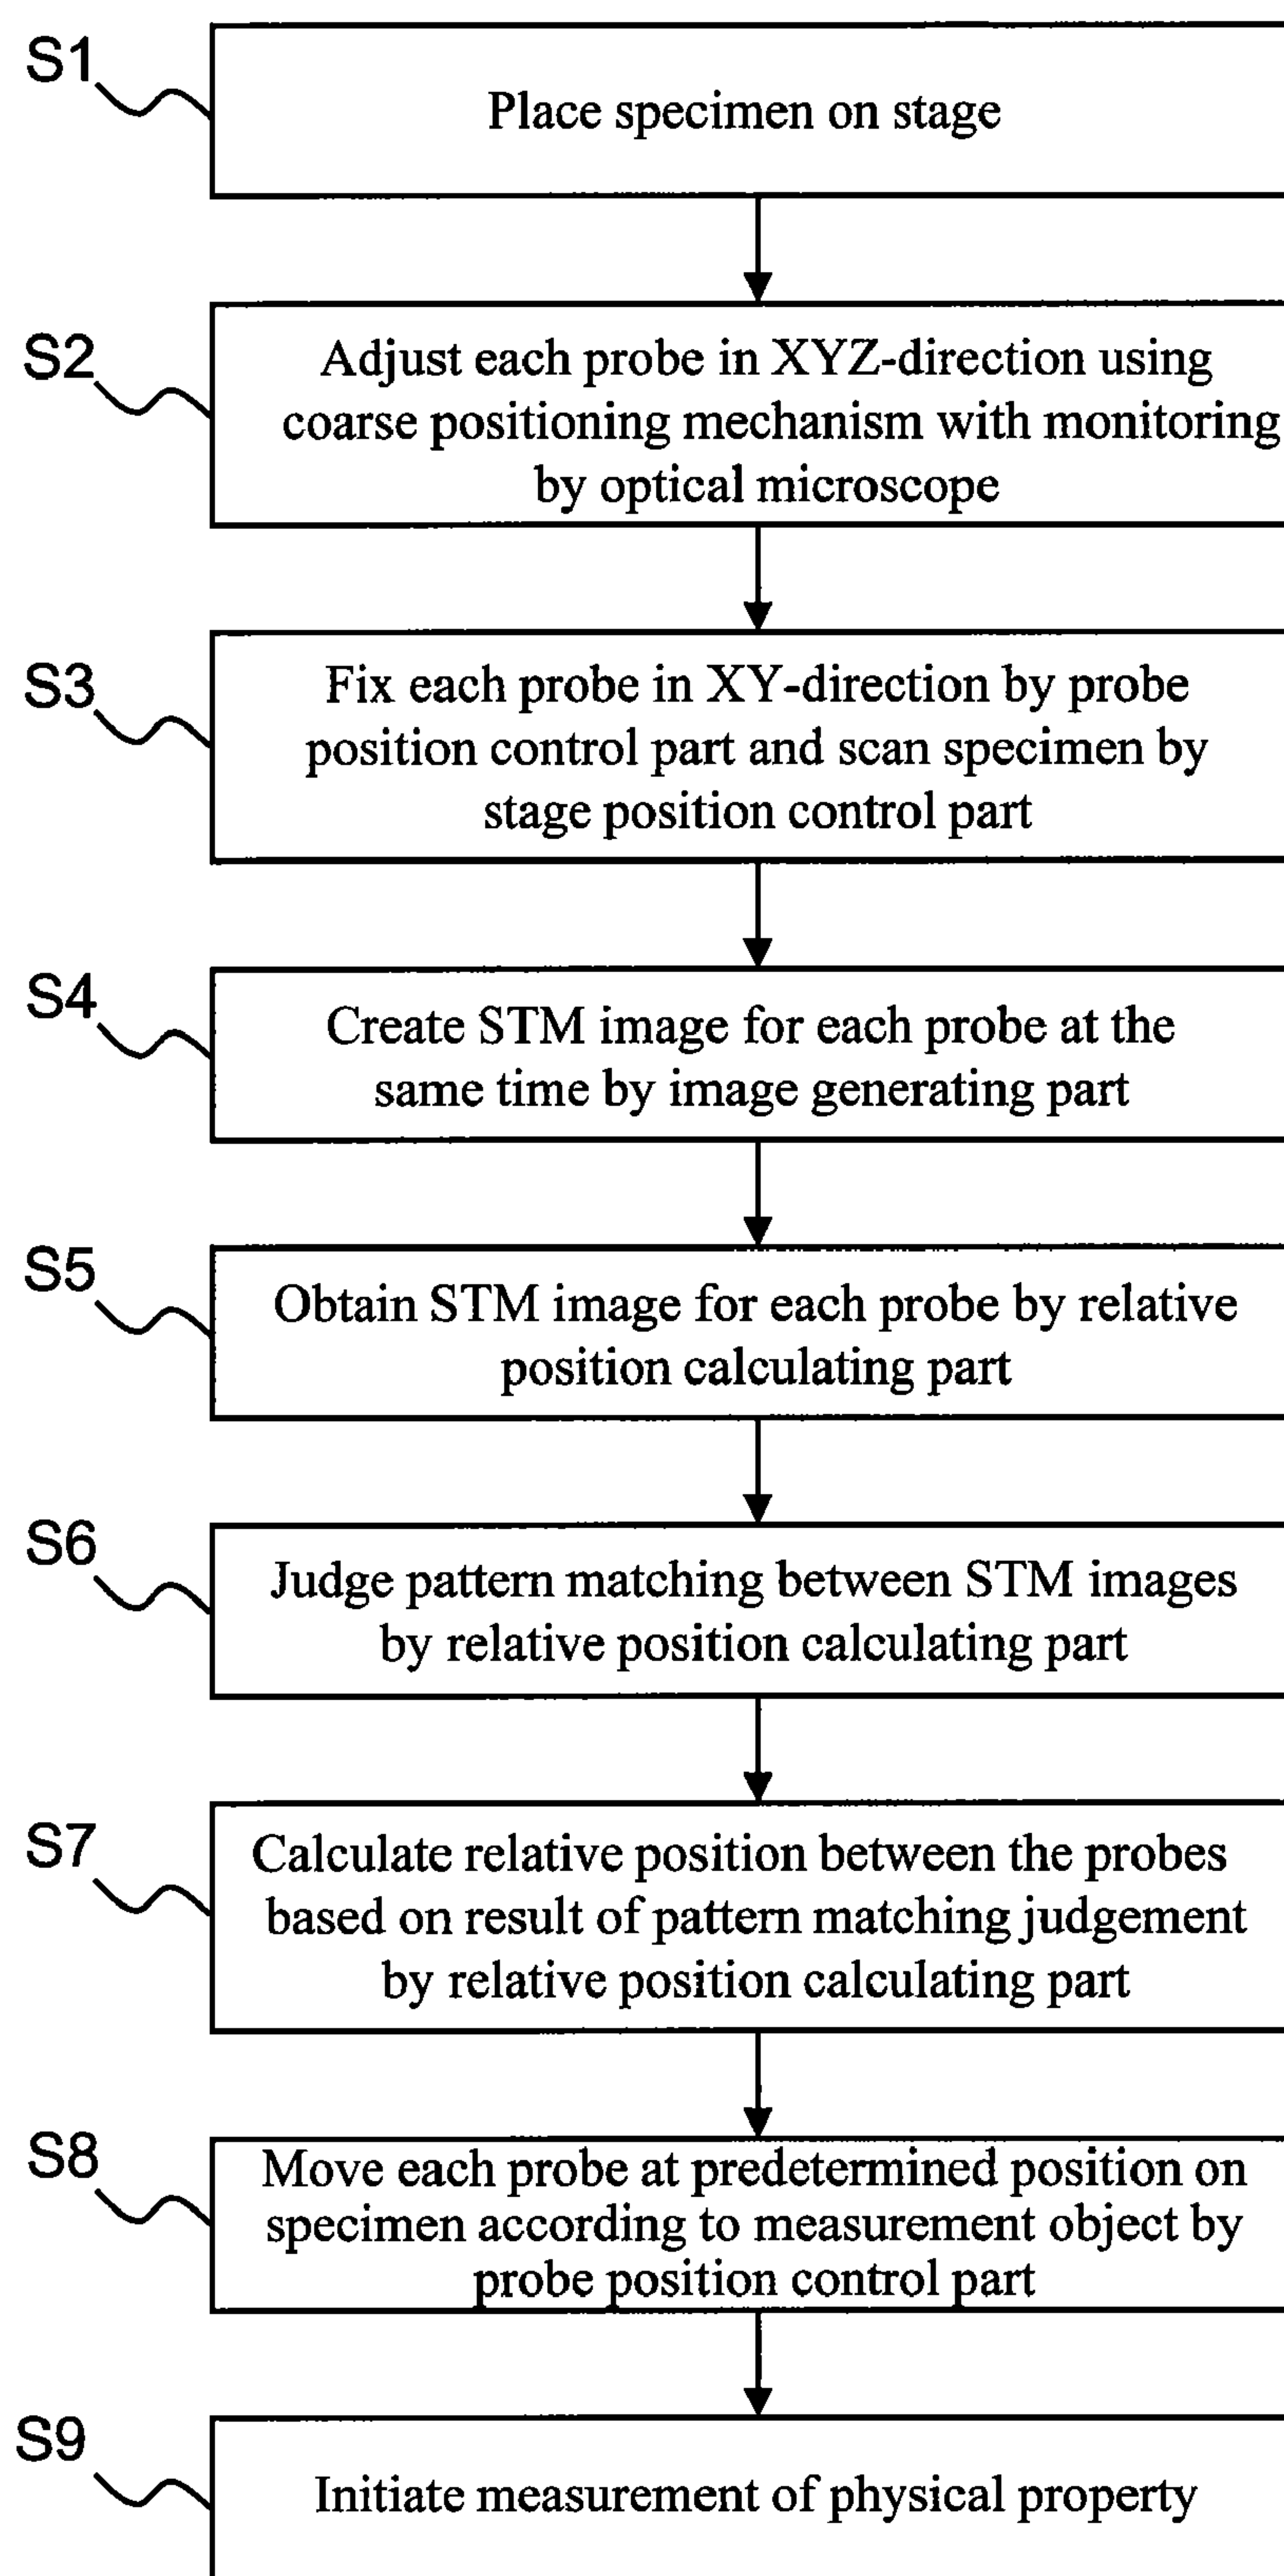 S1
Place specimen on stage
S2
Adjust each probe in XYZ-direction using
coarse positioning mechanism with monitoring
by optical microscope
S3
Fix each probe in XY-direction by probe
position control part and scan specimen by
stage position control part
S4
Create STM image for each probe at the
same time by image generating part
S5
Obtain STM image for each probe by relative
position calculating part
S6
Judge pattern matching between STM images
by relative position calculating part
S7
Calculate relative position between the probes
based on result of pattern matching judgement
by relative position calculating part
S8
Move each probe at predetermined position on
specimen according to measurement object by
probe position control part
S9
Initiate measurement of physical property